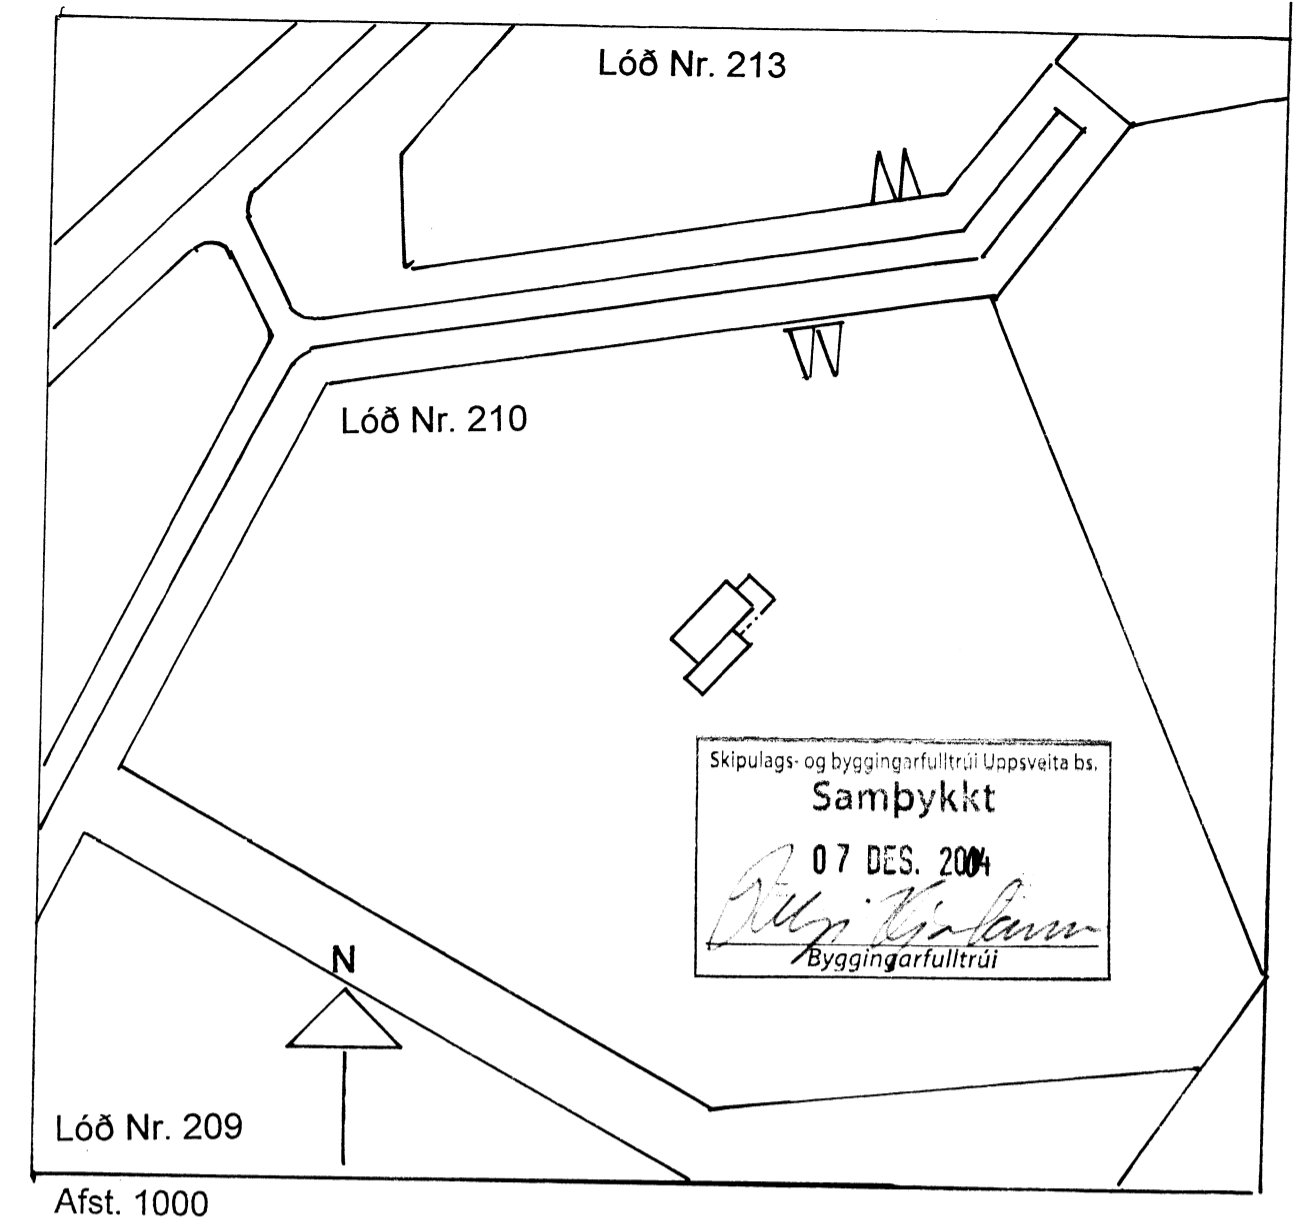 Lóð Nr. 213
Lóð Nr. 210
Skipulags- og byggingarfulltrúi Uppsveita bs.
Samþykkt
07 DES. 2004
Byggingarfulltrúi
N
Lóð Nr. 209
Afst. 1000